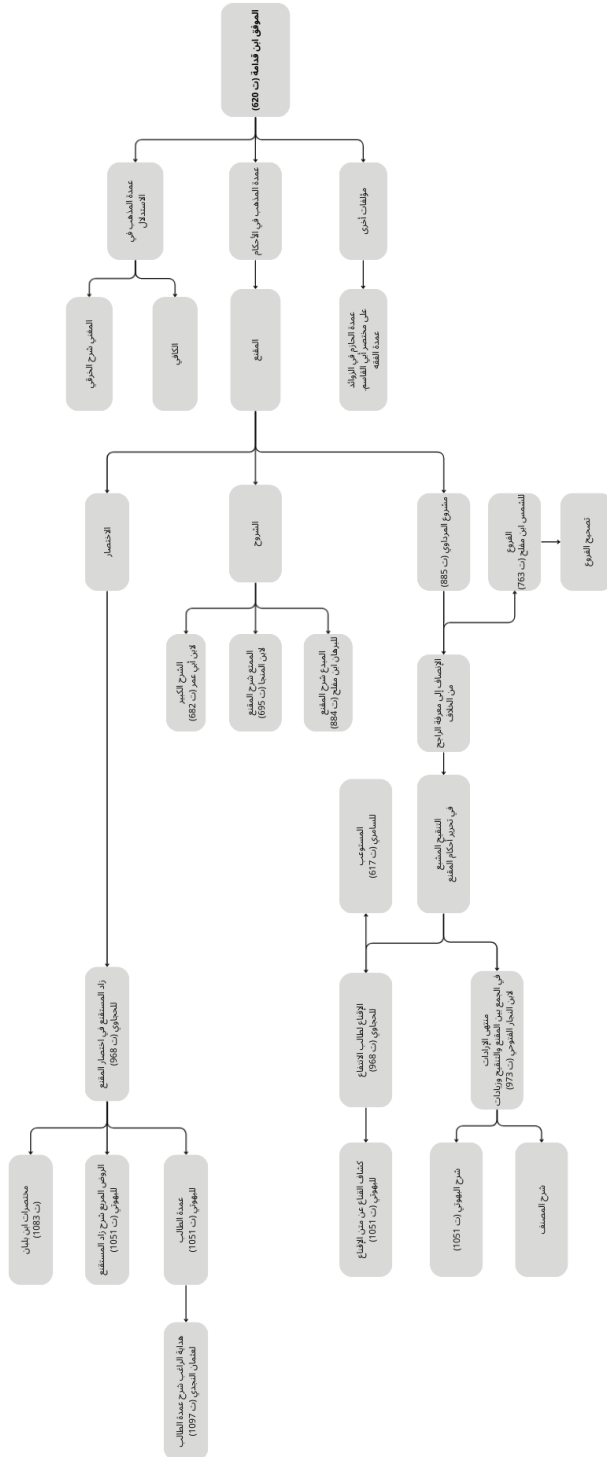 الموفق ابن قدامة (ت 620)
مؤلفات أخرى
عمدة المذهب في الأحكام
عمدة المذهب في
الاستدلال
عمدة الحازم في الزوائد
على مختصر أبي القاسم.
عمدة الفقه
المقنع
الكافي
المغني شرح الخرقي
تصحيح الفروع
الفروع
للشمس ابن مفلح (ت 763)
مشروع المرداوي (ت 885)
الشروح
الاختصار
الإنصاف إلى معرفة الراجح
من الخلاف
المبدع شرح المقنع
للبرهان ابن مفلح (ت 884)
الممتع شرح المقنع
لابن المنجا (ت 695)
الشرح الكبير
لابن أبي عمر (ت 682)
التنقيح المشبع
في تحرير أحكام المقنع
المستوعب
للسامري (ت 617)
منتهى الإرادات
في الجمع بين المقنع والتنقيح وزيادات
لابن النجار الفتوحي (ت 973)
الإقناع لطالب الانتفاع
للحجاوي (ت 968)
زاد المستقنع في اختصار المقنع
للحجاوي (ت 968)
شرح المصنف
شرح البهوتي (ت 1051)
كشاف القناع عن متن الإقناع
للبهوتي (ت 1051)
عمدة الطالب
للبهوتي (ت 1051)
الروض المربع شرح زاد المستقنع
للبهوتي (ت 1051)
مختصرات ابن بلبان
(ت 1083)
هداية الراغب شرح عمدة الطالب
لعثمان النجدي (ت 1097)